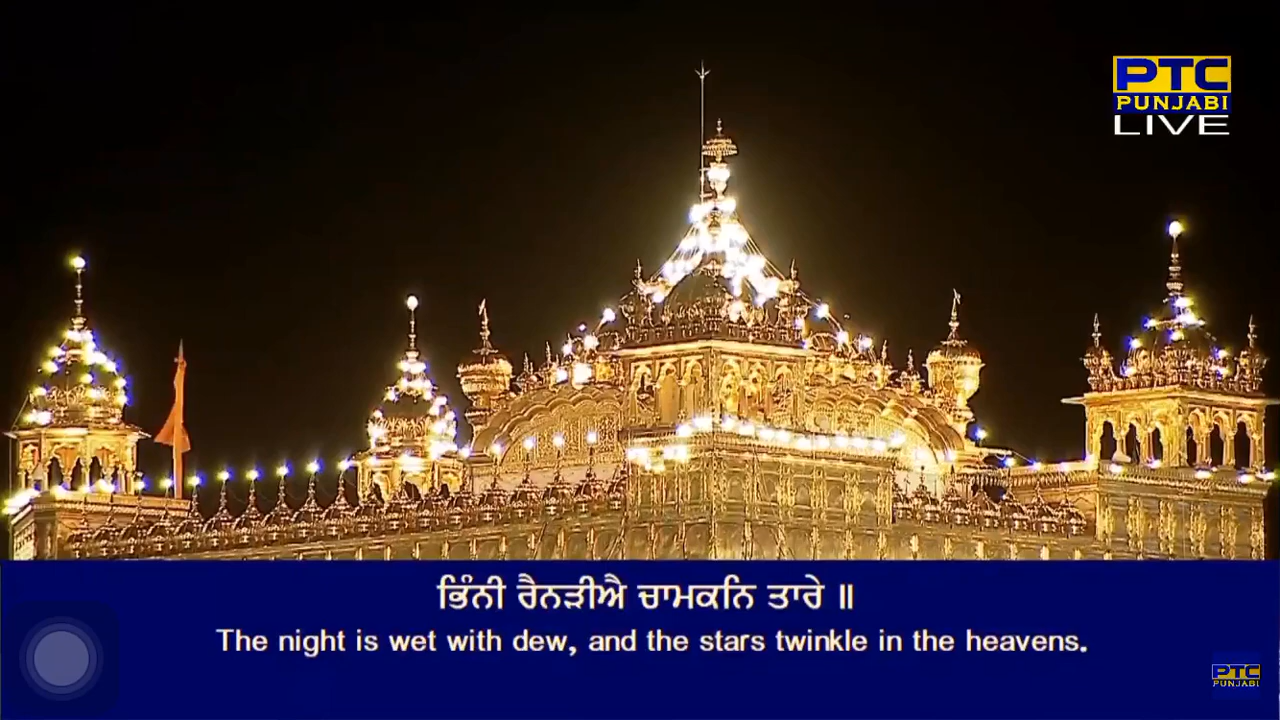 PTC
PUNJABI
LIVE
ਭਿੰਨੀ ਰੈਨੜੀਐ ਚਾਮਕਨਿ ਤਾਰੇ ॥
The night is wet with dew, and the stars twinkle in the heavens.
PTC
PUNJABI